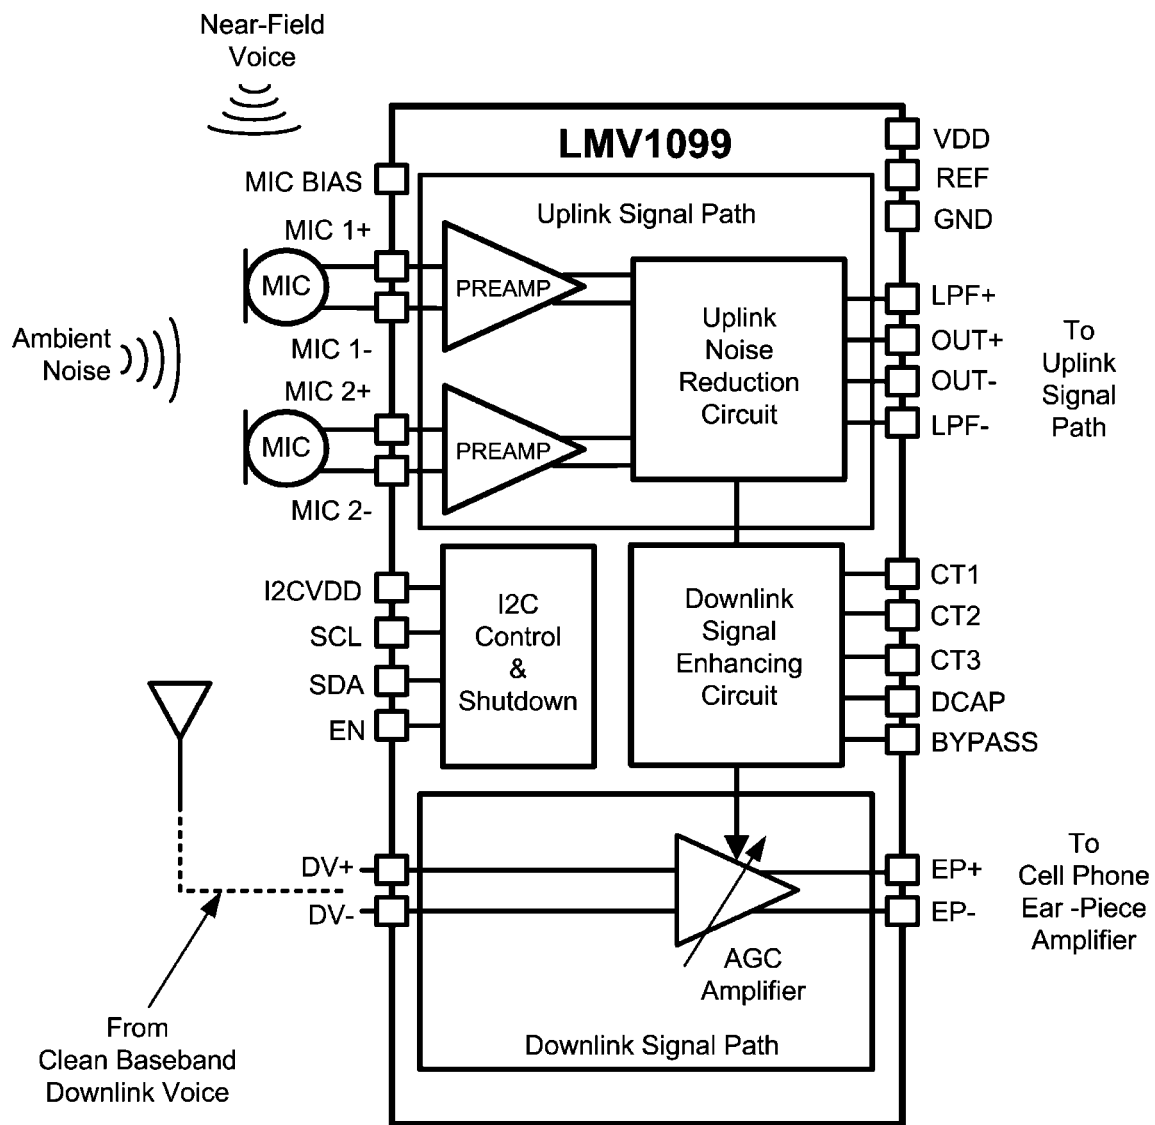 Near-Field
Voice
LMV1099
VDD
MIC BIAS
REF
Uplink Signal Path
GND
MIC 1+
MIC
PREAMP
LPF+
Uplink
Noise
Reduction
Circuit
OUT+
OUT-
LPF-
To
Uplink
Signal
Path
Ambient
Noise
MIC 1-
MIC 2+
MIC
PREAMP
MIC 2-
I2CVDD
SCL
SDA
EN
I2C
Control
&
Shutdown
Downlink
Signal
Enhancing
Circuit
CT1
CT2
CT3
DCAP
BYPASS
DV+
DV-
EP+
EP-
To
Cell Phone
Ear -Piece
Amplifier
AGC
Amplifier
From
Clean Baseband
Downlink Voice
Downlink Signal Path